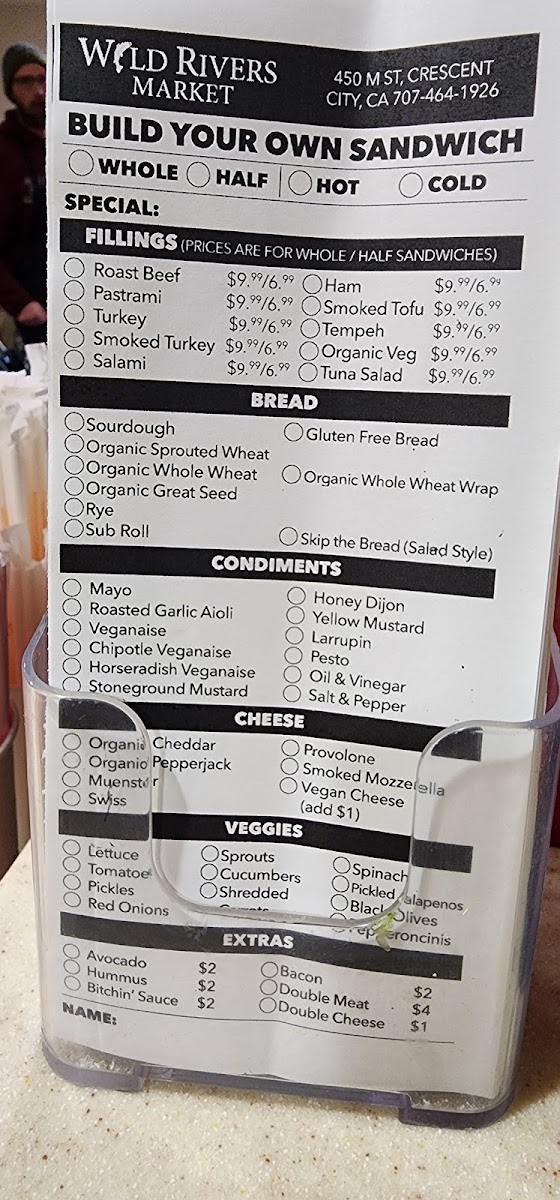 WILD RIVERS MARKET
450 M ST, CRESCENT
CITY, CA 707-464-1926
BUILD YOUR OWN SANDWICH
WHOLE HALF HOT COLD
SPECIAL:
FILLINGS (PRICES ARE FOR WHOLE / HALF SANDWICHES)
Roast Beef $9.99/6.99 Ham $9.99/6.99
Pastrami $9.99/6.99 Smoked Tofu $9.99/6.99
Turkey $9.99/6.99 Tempeh $9.99/6.99
Smoked Turkey $9.99/6.99 Organic Veg $9.99/6.99
Salami $9.99/6.99 Tuna Salad $9.99/6.99
BREAD
Sourdough Gluten Free Bread
Organic Sprouted Wheat
Organic Whole Wheat Organic Whole Wheat Wrap
Organic Great Seed
Rye
Sub Roll Skip the Bread (Salad Style)
CONDIMENTS
Mayo Honey Dijon
Roasted Garlic Aioli Yellow Mustard
Veganaise Larrupin
Chipotle Veganaise Pesto
Horseradish Veganaise Oil & Vinegar
Stoneground Mustard Salt & Pepper
CHEESE
Organic Cheddar Provolone
Organic Pepperjack Smoked Mozzerella
Muenster Vegan Cheese
Swiss (add $1)
VEGGIES
Lettuce Sprouts Spinach
Tomatoe Cucumbers Pickled Jalapenos
Pickles Shredded Black Olives
Red Onions Carrots Pepperoncinis
EXTRAS
Avocado $2 Bacon $2
Hummus $2 Double Meat $4
Bitchin' Sauce $2 Double Cheese $1
NAME: